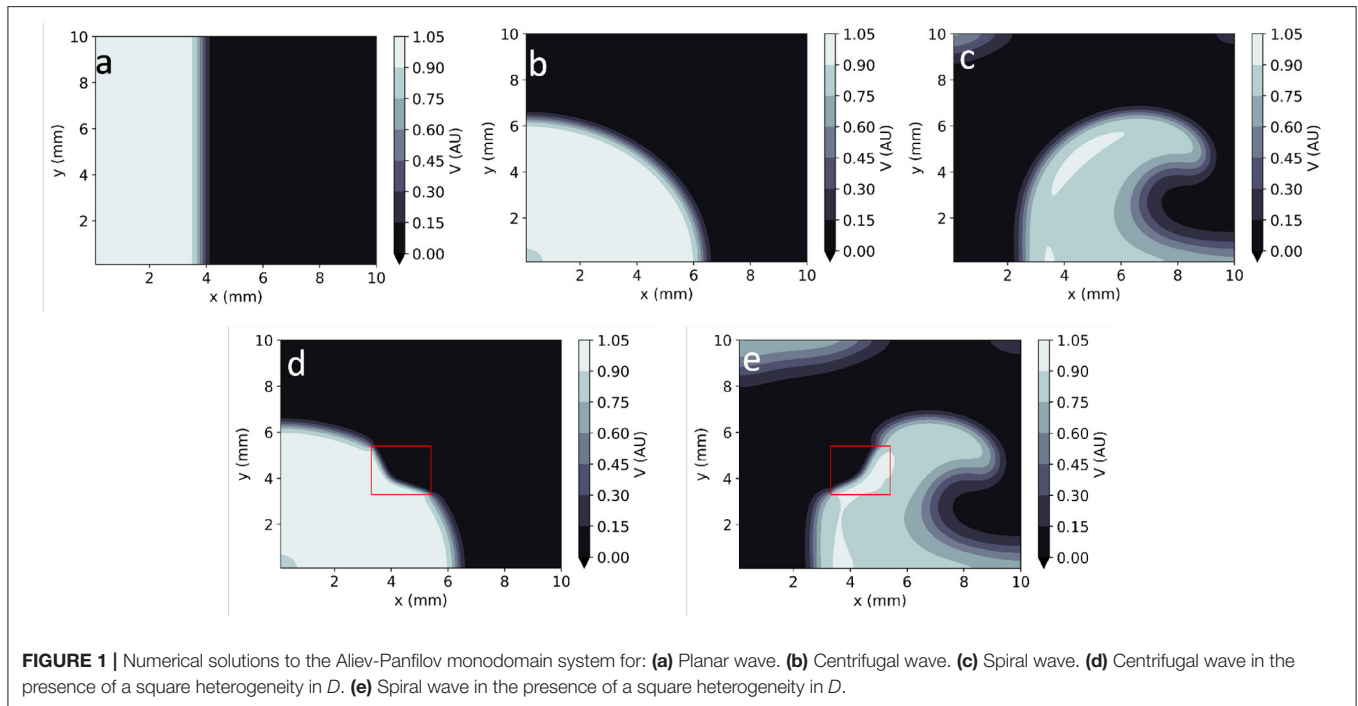 a
10
8
6
4
2
y (mm)
2 4 6 8 10
x (mm)
1.05
0.90
0.75
0.60
0.45
0.30
0.15
0.00
V (AU)
b
10
8
6
4
2
y (mm)
2 4 6 8 10
x (mm)
1.05
0.90
0.75
0.60
0.45
0.30
0.15
0.00
V (AU)
c
10
8
6
4
2
y (mm)
2 4 6 8 10
x (mm)
1.05
0.90
0.75
0.60
0.45
0.30
0.15
0.00
V (AU)
d
10
8
6
4
2
y (mm)
2 4 6 8 10
x (mm)
1.05
0.90
0.75
0.60
0.45
0.30
0.15
0.00
V (AU)
e
10
8
6
4
2
y (mm)
2 4 6 8 10
x (mm)
1.05
0.90
0.75
0.60
0.45
0.30
0.15
0.00
V (AU)
FIGURE 1 | Numerical solutions to the Aliev-Panfilov monodomain system for: (a) Planar wave. (b) Centrifugal wave. (c) Spiral wave. (d) Centrifugal wave in the
presence of a square heterogeneity in D. (e) Spiral wave in the presence of a square heterogeneity in D.